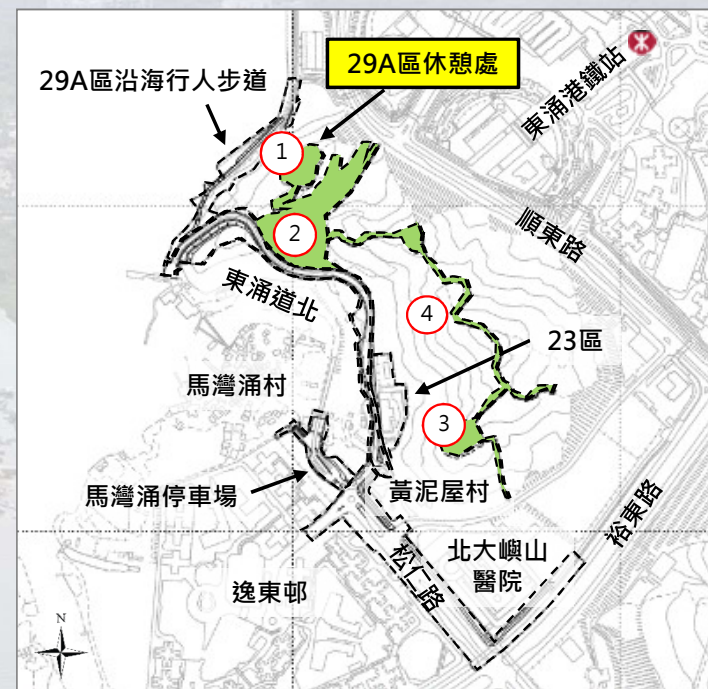 東涌港鐵站
29A區休憩處
29A區沿海行人步道
1
順東路
2
東涌道北
4
23區
馬灣涌村
3
馬灣涌停車場
黃泥屋村
裕東路
北大嶼山
醫院
松仁路
逸東邨
N